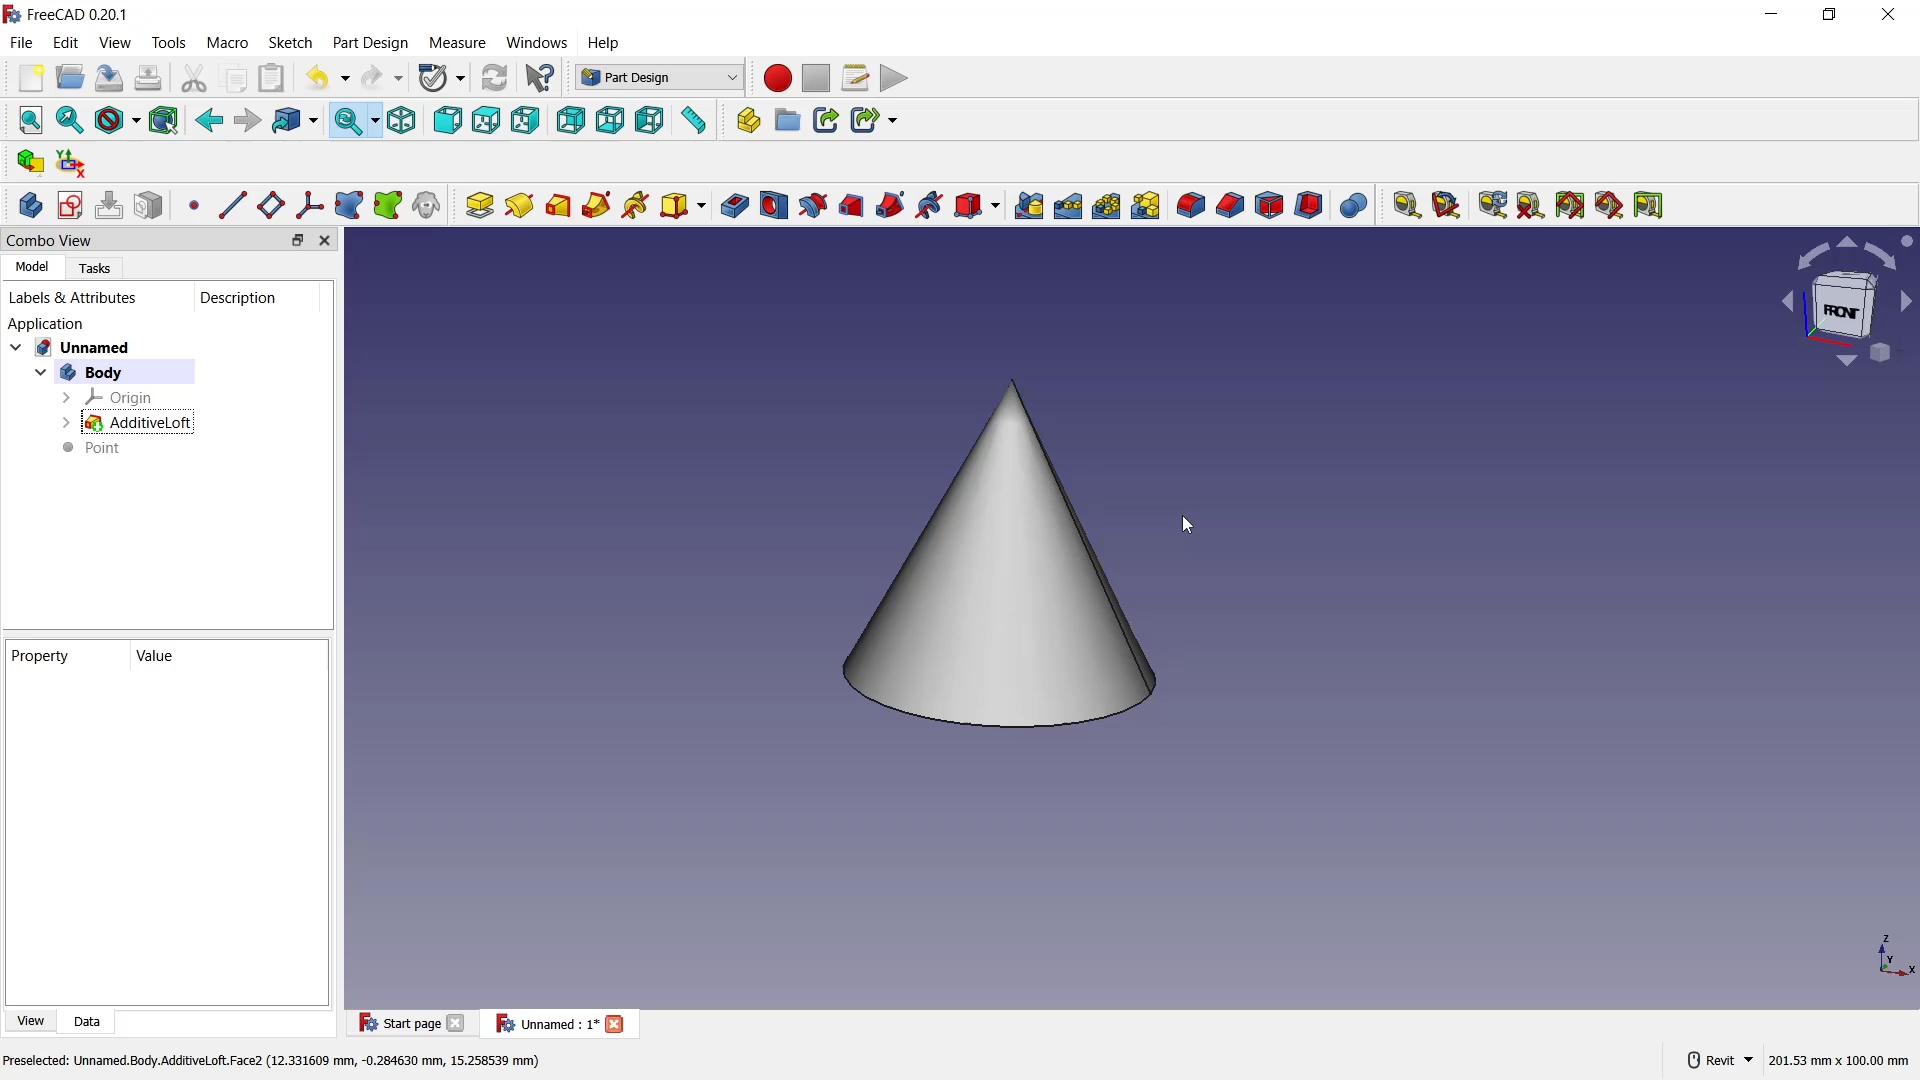 FreeCAD 0.20.1
File Edit View Tools Macro Sketch Part Design Measure Windows Help
Part Design
Combo View
Model Tasks
Labels & Attributes Description
Application
Unnamed
Body
Origin
AdditiveLoft
Point
FRONT
Property Value
Z
Y
X
View Data
Start page Unnamed : 1*
Preselected: Unnamed.Body.AdditiveLoft.Face2 (12.331609 mm, -0.284630 mm, 15.258539 mm) Revit 201.53 mm x 100.00 mm